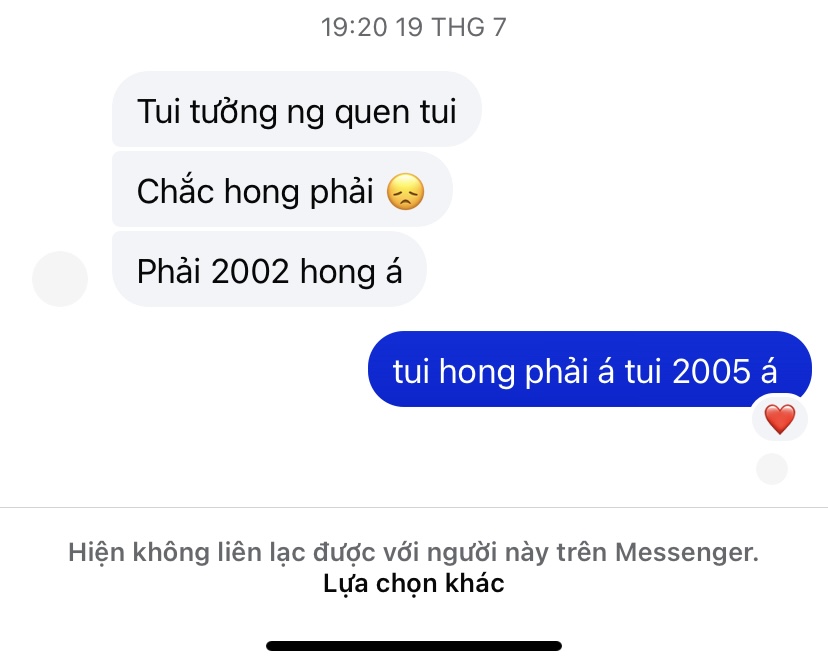 19:20 19 THG 7
Tui tưởng ng quen tui
Chắc hong phải 😞
Phải 2002 hong á
tui hong phải á tui 2005 á
❤️
Hiện không liên lạc được với người này trên Messenger.
Lựa chọn khác